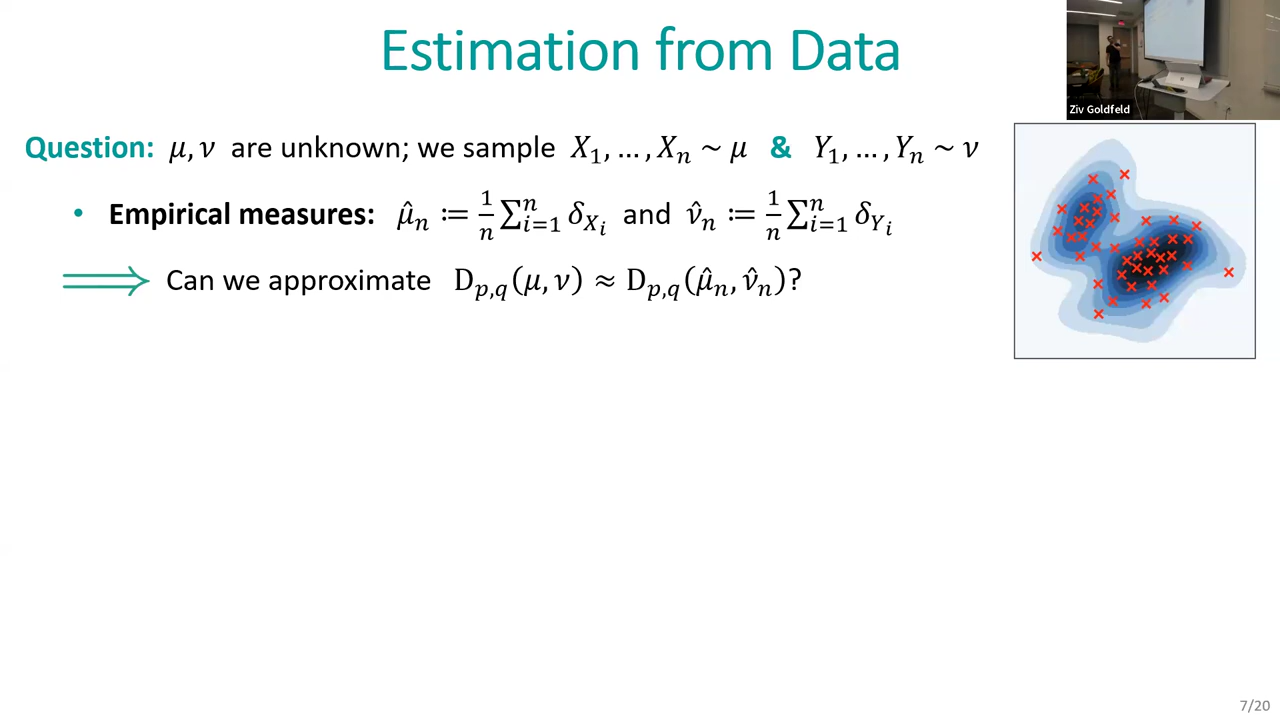 Estimation from Data
Ziv Goldfeld
Question: μ, ν are unknown; we sample X₁, …, Xₙ ~ μ & Y₁, …, Yₙ ~ ν
• Empirical measures: μ̂ₙ ≔ 1/n ∑ⁿᵢ₌₁ δ_{Xᵢ} and ν̂ₙ ≔ 1/n ∑ⁿᵢ₌₁ δ_{Yᵢ}
⟹ Can we approximate D_{p,q}(μ, ν) ≈ D_{p,q}(μ̂ₙ, ν̂ₙ)?
7/20